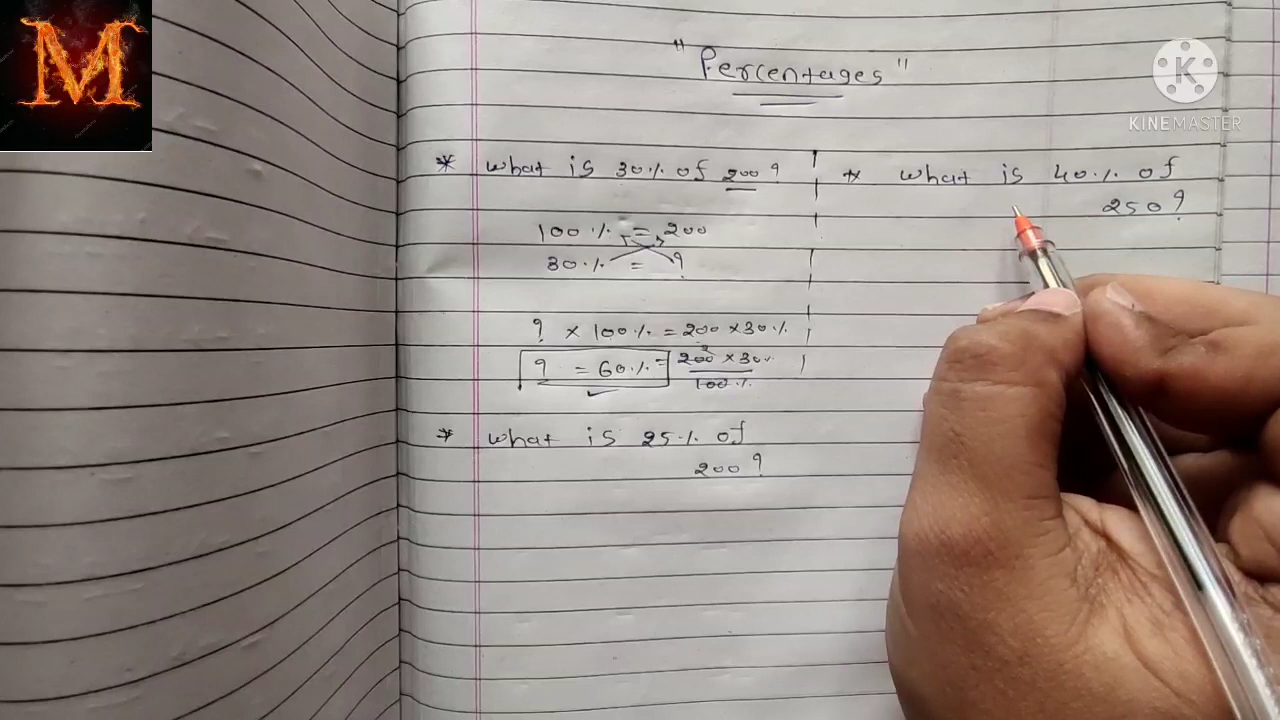 M
KINEMASTER
"Percentages"
* What is 30% of 200?
100% = 200
30% = ?
? × 100% = 200 × 30%
? = 60% = 200 × 30%
2
100%
* What is 25% of
200?
* What is 40% of
250?